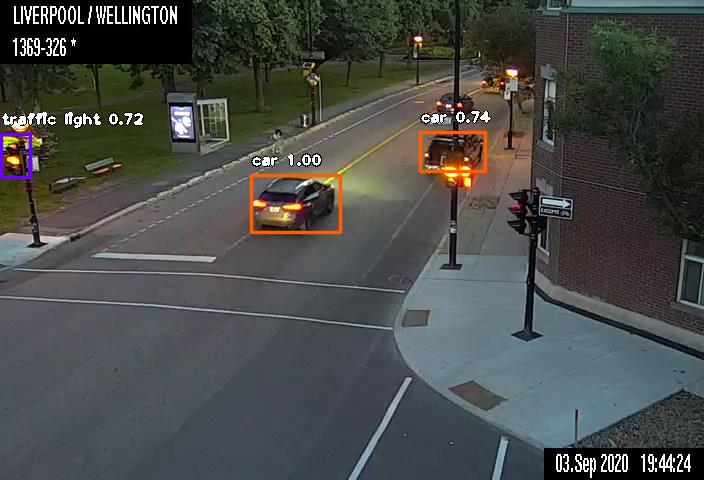 LIVERPOOL / WELLINGTON
1369-326 *
traffic light 0.72
car 0.74
car 1.00
EXCEPTÉ
03.Sep 2020 19:44:24